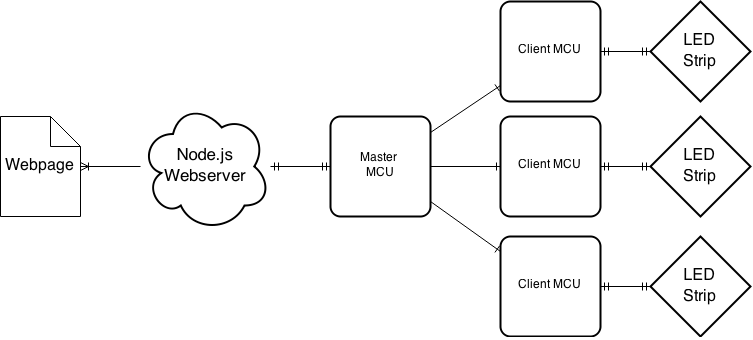 Webpage
Node.js
Webserver
Master
MCU
Client MCU
LED
Strip
Client MCU
LED
Strip
Client MCU
LED
Strip